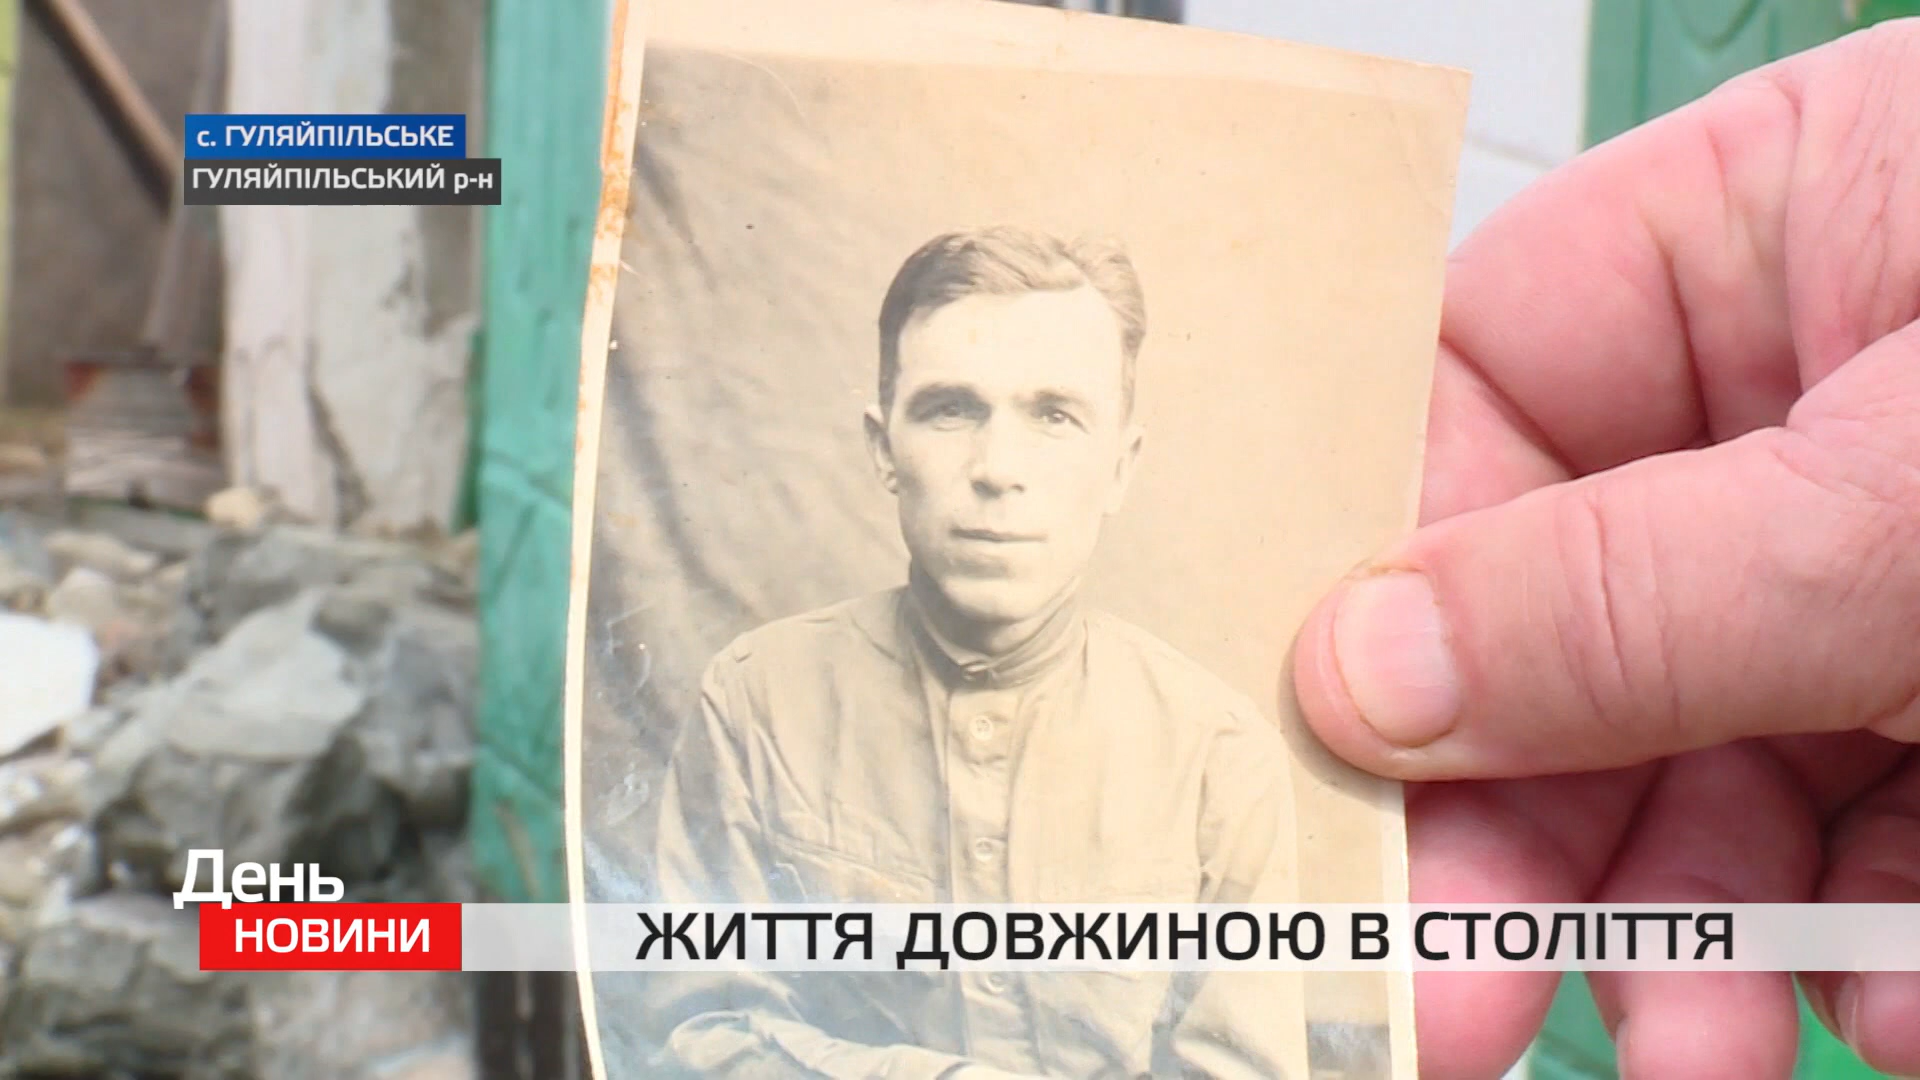 с. ГУЛЯЙПІЛЬСЬКЕ
ГУЛЯЙПІЛЬСЬКИЙ р-н
День
НОВИНИ
ЖИТТЯ ДОВЖИНОЮ В СТОЛІТТЯ